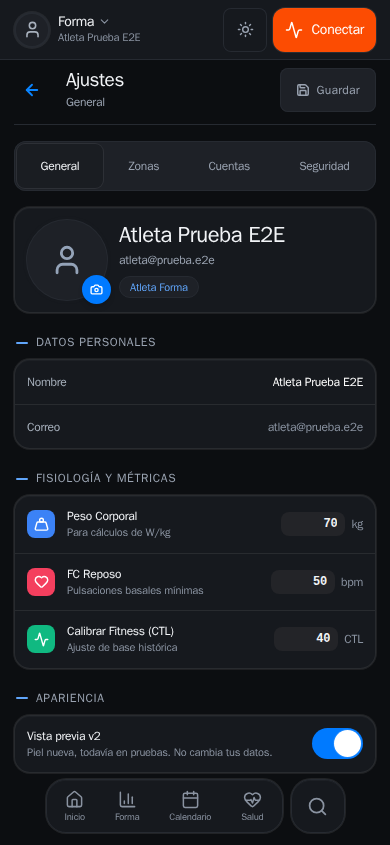 Forma
Atleta Prueba E2E
Conectar
Ajustes
General
Guardar
General
Zonas
Cuentas
Seguridad
Atleta Prueba E2E
atleta@prueba.e2e
Atleta Forma
DATOS PERSONALES
Nombre
Atleta Prueba E2E
Correo
atleta@prueba.e2e
FISIOLOGÍA Y MÉTRICAS
Peso Corporal
Para cálculos de W/kg
70 kg
FC Reposo
Pulsaciones basales mínimas
50 bpm
Calibrar Fitness (CTL)
Ajuste de base histórica
40 CTL
APARIENCIA
Vista previa v2
Piel nueva, todavía en pruebas. No cambia tus datos.
Inicio
Forma
Calendario
Salud